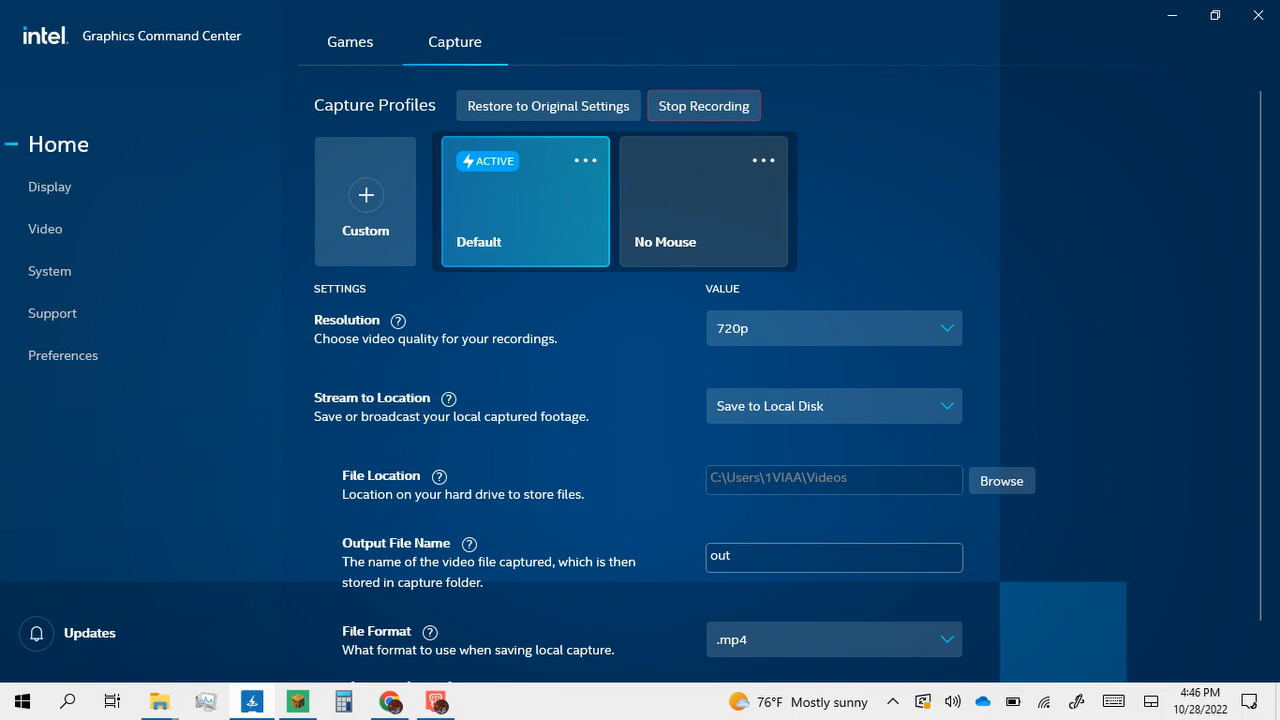 intel. Graphics Command Center
Games
Capture
Capture Profiles
Restore to Original Settings
Stop Recording
Home
Display
Video
System
Support
Preferences
Custom
ACTIVE
Default
No Mouse
SETTINGS
VALUE
Resolution ?
Choose video quality for your recordings.
720p
Stream to Location ?
Save or broadcast your local captured footage.
Save to Local Disk
File Location ?
Location on your hard drive to store files.
C:\Users\1VIAA\Videos
Browse
Output File Name ?
The name of the video file captured, which is then
stored in capture folder.
out
File Format ?
What format to use when saving local capture.
.mp4
Updates
76°F Mostly sunny
4:46 PM
10/28/2022